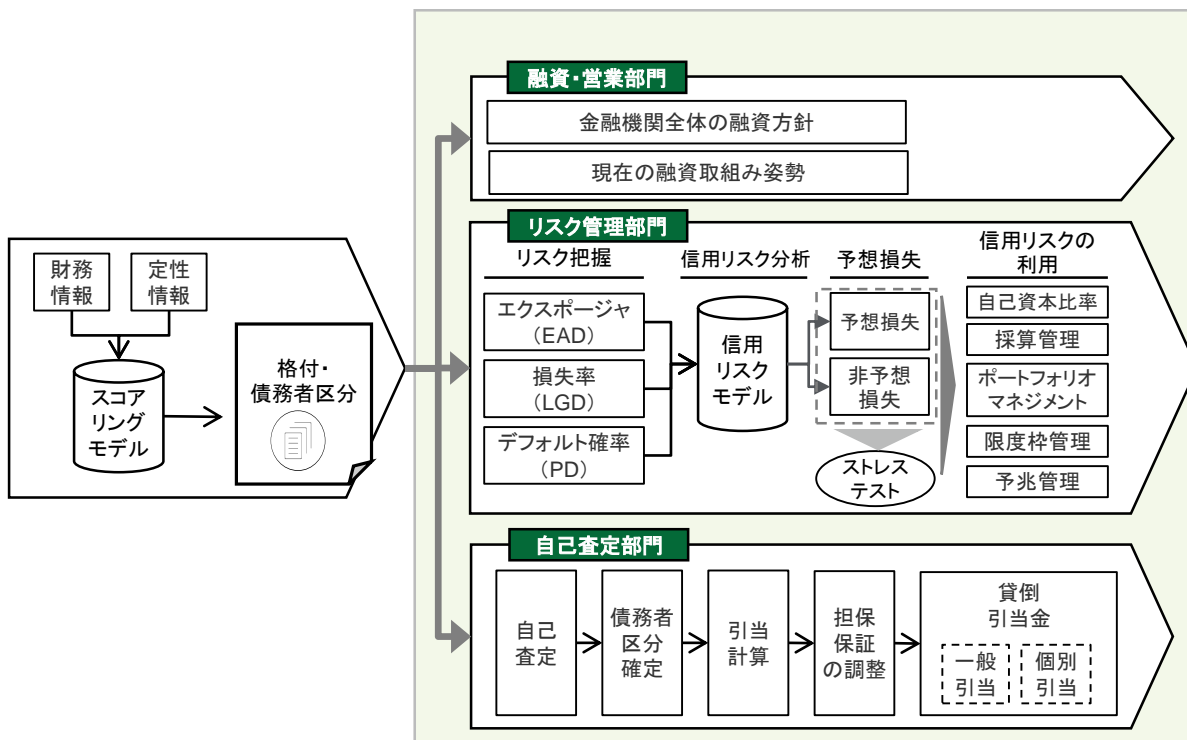 財務
情報
定性
情報
スコア
リング
モデル
格付・
債務者区分
融資・営業部門
金融機関全体の融資方針
現在の融資取組み姿勢
リスク管理部門
リスク把握
エクスポージャ
(EAD)
損失率
(LGD)
デフォルト確率
(PD)
信用リスク分析
信用
リスク
モデル
予想損失
予想損失
非予想
損失
ストレス
テスト
信用リスクの
利用
自己資本比率
採算管理
ポートフォリオ
マネジメント
限度枠管理
予兆管理
自己査定部門
自己
査定
債務者
区分
確定
引当
計算
担保
保証
の調整
貸倒
引当金
一般
引当
個別
引当